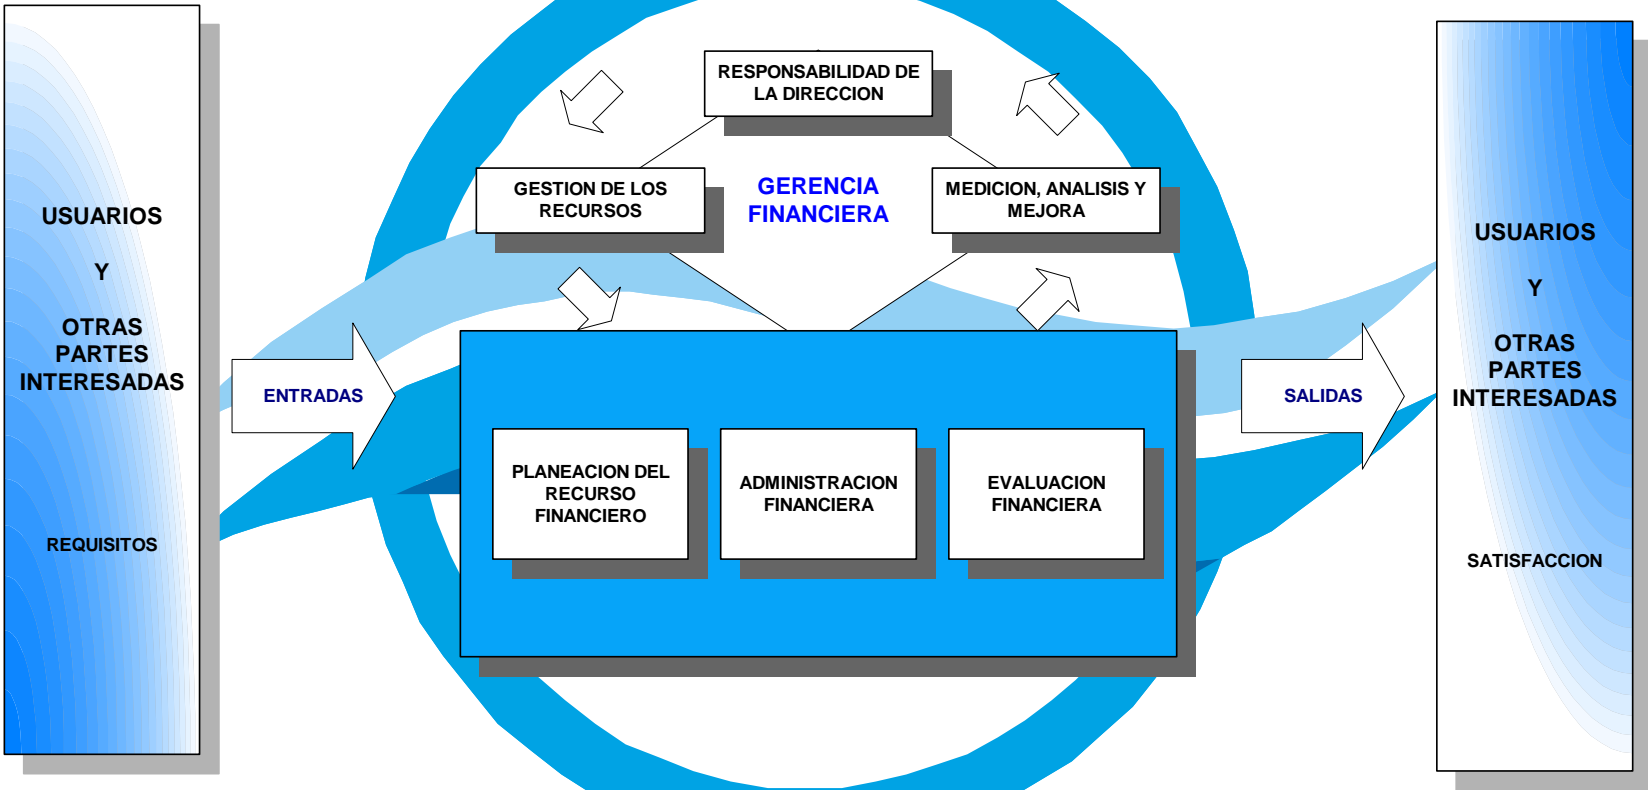 USUARIOS
Y
OTRAS
PARTES
INTERESADAS
REQUISITOS
ENTRADAS
RESPONSABILIDAD DE
LA DIRECCION
GESTION DE LOS
RECURSOS
GERENCIA
FINANCIERA
MEDICION, ANALISIS Y
MEJORA
PLANEACION DEL
RECURSO
FINANCIERO
ADMINISTRACION
FINANCIERA
EVALUACION
FINANCIERA
SALIDAS
USUARIOS
Y
OTRAS
PARTES
INTERESADAS
SATISFACCION